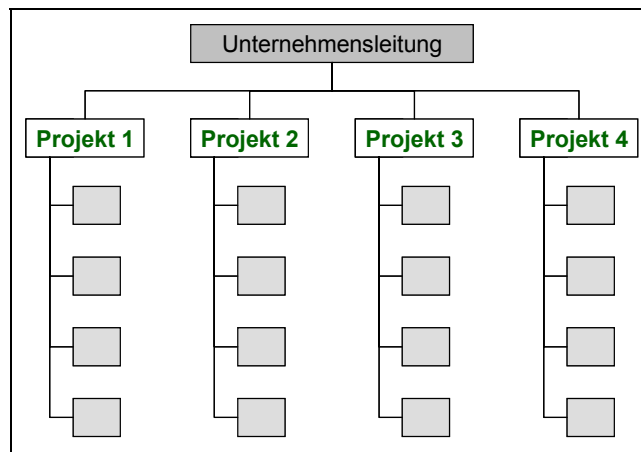 Unternehmensleitung
Projekt 1
Projekt 2
Projekt 3
Projekt 4